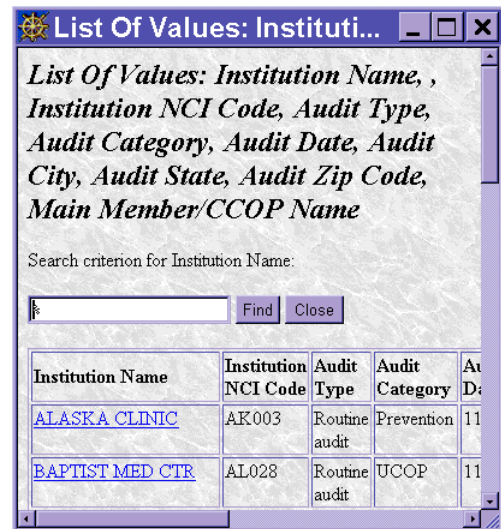 List Of Values: Instituti...
List Of Values: Institution Name, ,
Institution NCI Code, Audit Type,
Audit Category, Audit Date, Audit
City, Audit State, Audit Zip Code,
Main Member/CCOP Name
Search criterion for Institution Name:
% Find Close
Institution Name Institution NCI Code Audit Type Audit Category Au Da
ALASKA CLINIC AK003 Routine audit Prevention 11
BAPTIST MED CTR AL028 Routine audit UCOP 11